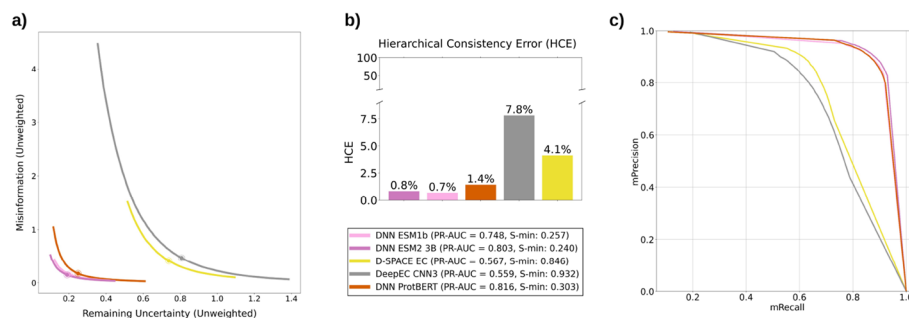 a)
Misinformation (Unweighted)
4
3
2
1
0
0.2
0.4
0.6
0.8
1.0
1.2
1.4
Remaining Uncertainty (Unweighted)
b)
Hierarchical Consistency Error (HCE)
HCE
100
50
7.5
5.0
2.5
0.0
0.8%
0.7%
1.4%
7.8%
4.1%
DNN ESM1b (PR-AUC = 0.748, S-min: 0.257)
DNN ESM2 3B (PR-AUC = 0.803, S-min: 0.240)
D-SPACE EC (PR-AUC = 0.567, S-min: 0.846)
DeepEC CNN3 (PR-AUC = 0.559, S-min: 0.932)
DNN ProtBERT (PR-AUC = 0.816, S-min: 0.303)
c)
mPrecision
1.0
0.8
0.6
0.4
0.2
0.0
0.2
0.4
0.6
0.8
1.0
mRecall